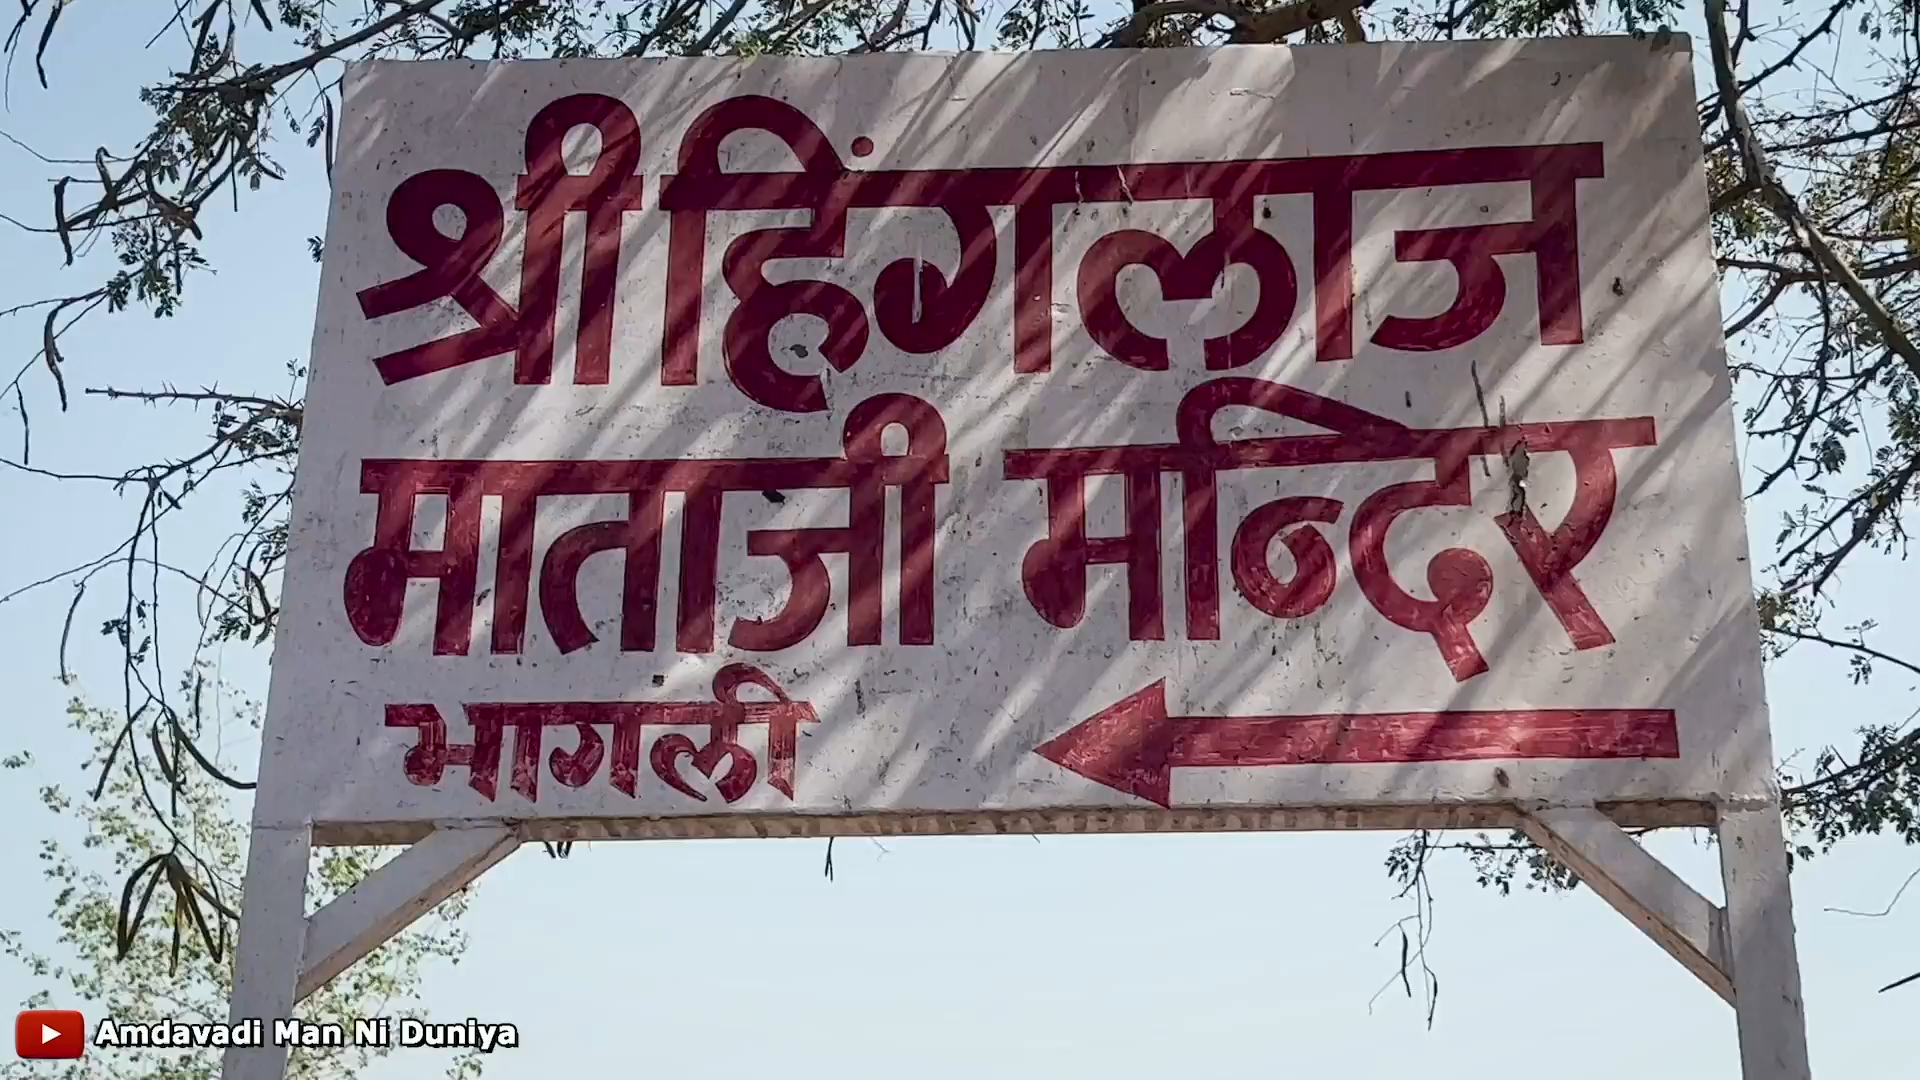 श्री हिंगलाज
माताजी मन्दिर
भागली
Amdavadi Man Ni Duniya